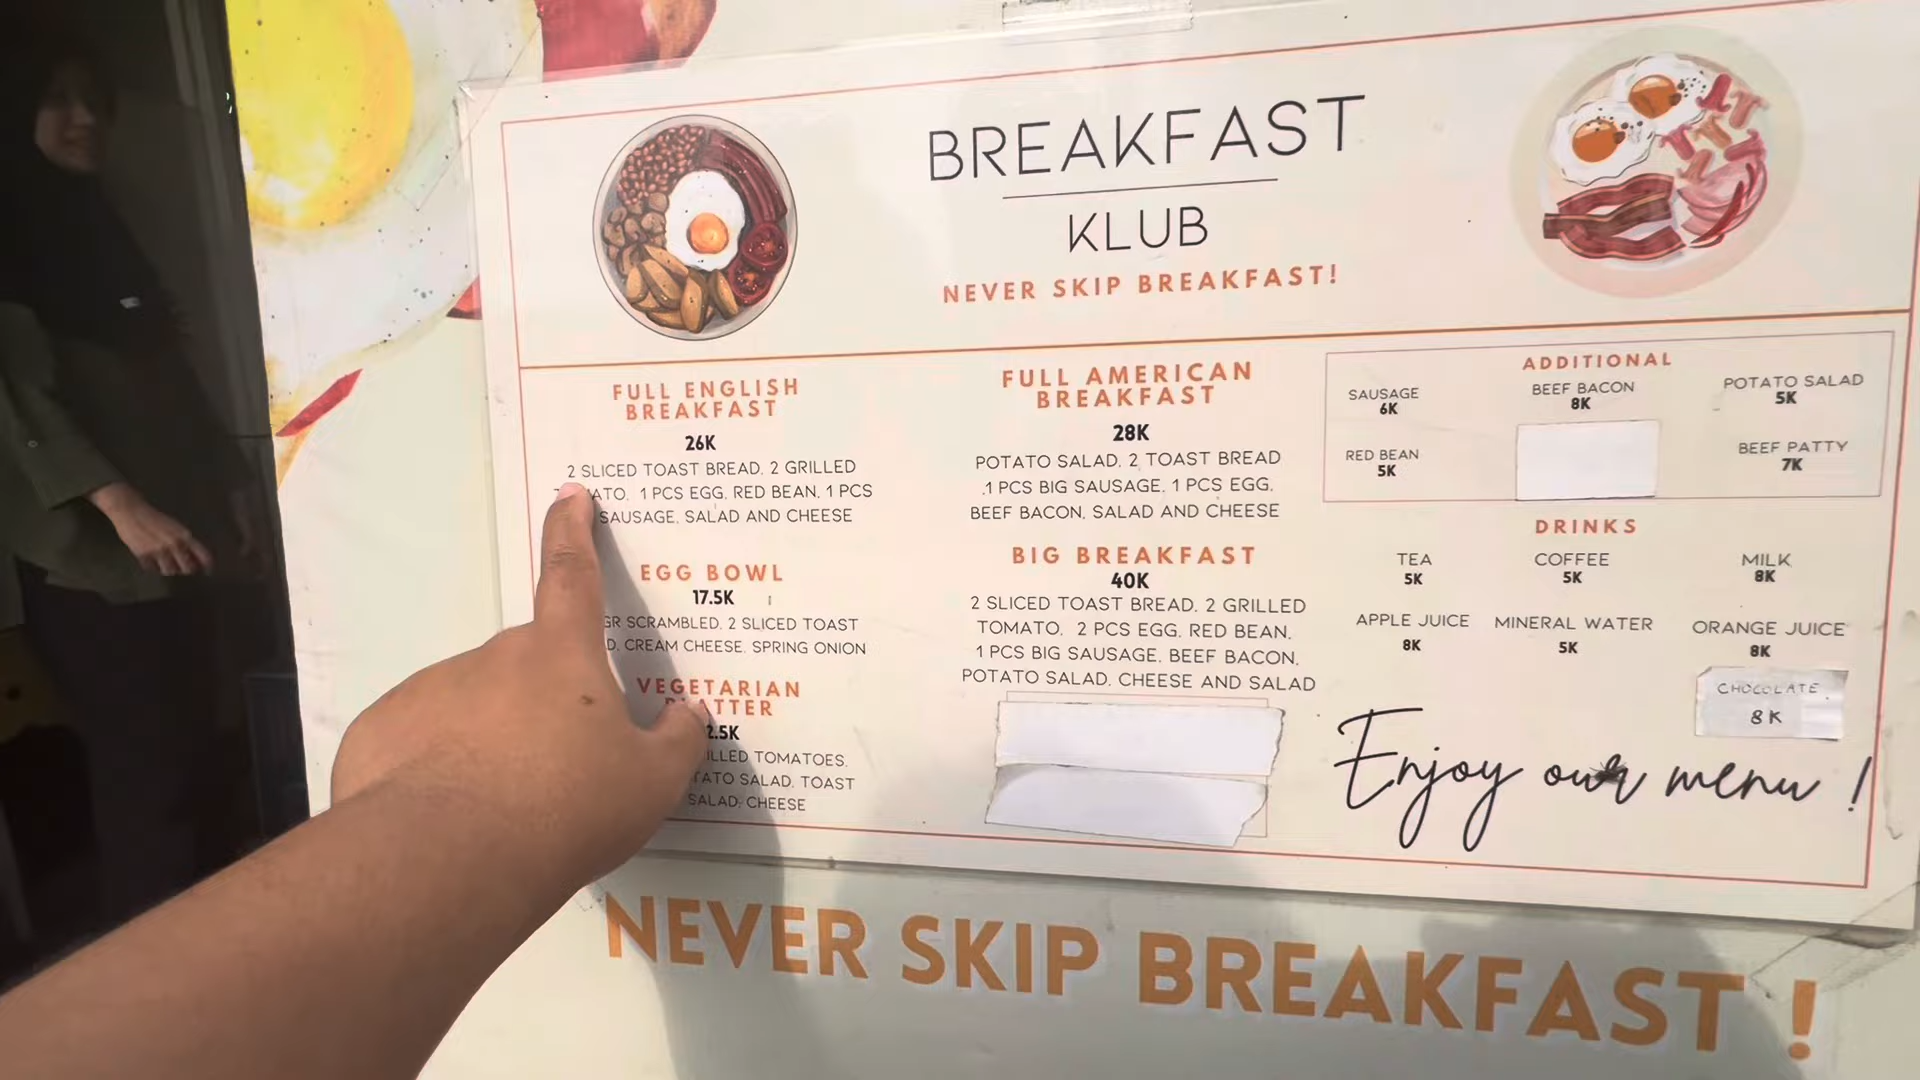 BREAKFAST
KLUB
NEVER SKIP BREAKFAST!
FULL ENGLISH
BREAKFAST
26K
2 SLICED TOAST BREAD, 2 GRILLED
1 PCS EGG, RED BEAN, 1 PCS
SAUSAGE, SALAD AND CHEESE
EGG BOWL
17.5K
SCRAMBLED, 2 SLICED TOAST
CREAM CHEESE, SPRING ONION
VEGETARIAN
TOMATOES,
SALAD, TOAST
SALAD, CHEESE
FULL AMERICAN
BREAKFAST
28K
POTATO SALAD, 2 TOAST BREAD
,1 PCS BIG SAUSAGE, 1 PCS EGG,
BEEF BACON, SALAD AND CHEESE
BIG BREAKFAST
40K
2 SLICED TOAST BREAD, 2 GRILLED
TOMATO, 2 PCS EGG, RED BEAN,
1 PCS BIG SAUSAGE, BEEF BACON,
POTATO SALAD, CHEESE AND SALAD
ADDITIONAL
SAUSAGE
6K
BEEF BACON
8K
POTATO SALAD
5K
RED BEAN
5K
BEEF PATTY
7K
DRINKS
TEA
5K
COFFEE
5K
MILK
8K
APPLE JUICE
8K
MINERAL WATER
5K
ORANGE JUICE
8K
CHOCOLATE
8K
Enjoy our menu !
NEVER SKIP BREAKFAST !